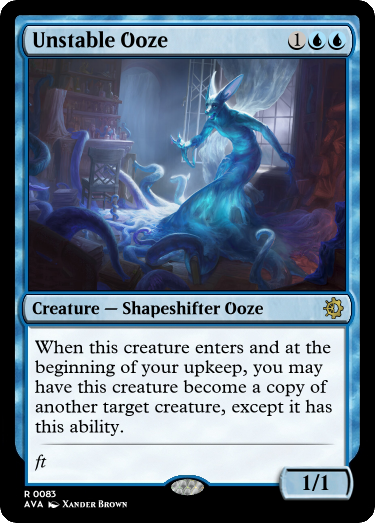 Unstable Ooze 1
Creature — Shapeshifter Ooze
When this creature enters and at the
beginning of your upkeep, you may
have this creature become a copy of
another target creature, except it has
this ability.
ft
1/1
R 0083
AVA Xander Brown